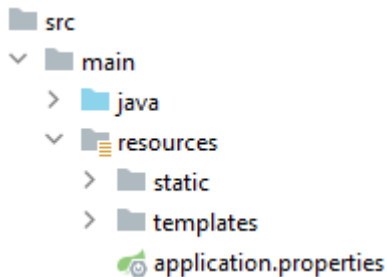 src
main
java
resources
static
templates
application.properties